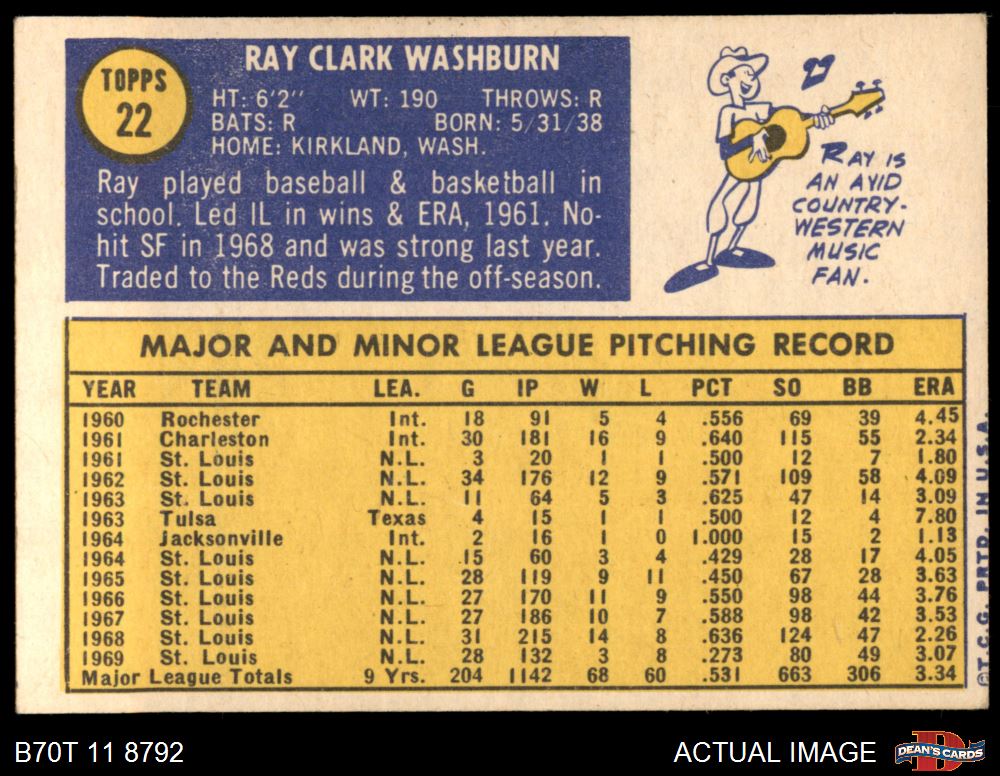 TOPPS
22
RAY CLARK WASHBURN
HT: 6'2'' WT: 190 THROWS: R
BATS: R BORN: 5/31/38
HOME: KIRKLAND, WASH.
Ray played baseball & basketball in
school. Led IL in wins & ERA, 1961. No-
hit SF in 1968 and was strong last year.
Traded to the Reds during the off-season.
RAY IS
AN AVID
COUNTRY-
WESTERN
MUSIC
FAN.
MAJOR AND MINOR LEAGUE PITCHING RECORD
YEAR TEAM LEA. G IP W L PCT SO BB ERA
1960 Rochester Int. 18 91 5 4 .556 69 39 4.45
1961 Charleston Int. 30 181 16 9 .640 115 55 2.34
1961 St. Louis N.L. 3 20 1 1 .500 12 7 1.80
1962 St. Louis N.L. 34 176 12 9 .571 109 58 4.09
1963 St. Louis N.L. 11 64 5 3 .625 47 14 3.09
1963 Tulsa Texas 4 15 1 1 .500 12 4 7.80
1964 Jacksonville Int. 2 16 1 0 1.000 15 2 1.13
1964 St. Louis N.L. 15 60 3 4 .429 28 17 4.05
1965 St. Louis N.L. 28 119 9 11 .450 67 28 3.63
1966 St. Louis N.L. 27 170 11 9 .550 98 44 3.76
1967 St. Louis N.L. 27 186 10 7 .588 98 42 3.53
1968 St. Louis N.L. 31 215 14 8 .636 124 47 2.26
1969 St. Louis N.L. 28 132 3 8 .273 80 49 3.07
Major League Totals 9 Yrs. 204 1142 68 60 .531 663 306 3.34
©T.C.G. PRTD. IN U.S.A.
B70T 11 8792
ACTUAL IMAGE
D
DEAN'S CARDS